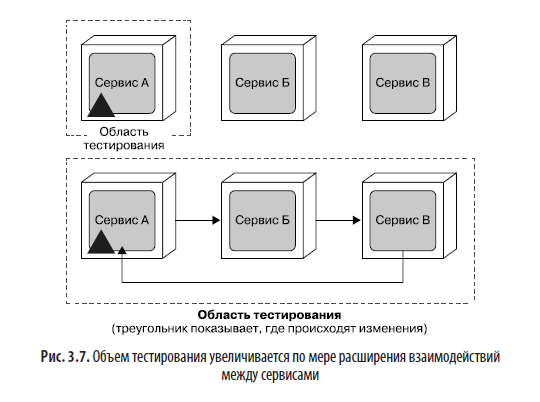 Сервис А
Сервис Б
Сервис В
Область
тестирования
Сервис А
Сервис Б
Сервис В
Область тестирования
(треугольник показывает, где происходят изменения)
Рис. 3.7. Объем тестирования увеличивается по мере расширения взаимодействий
между сервисами